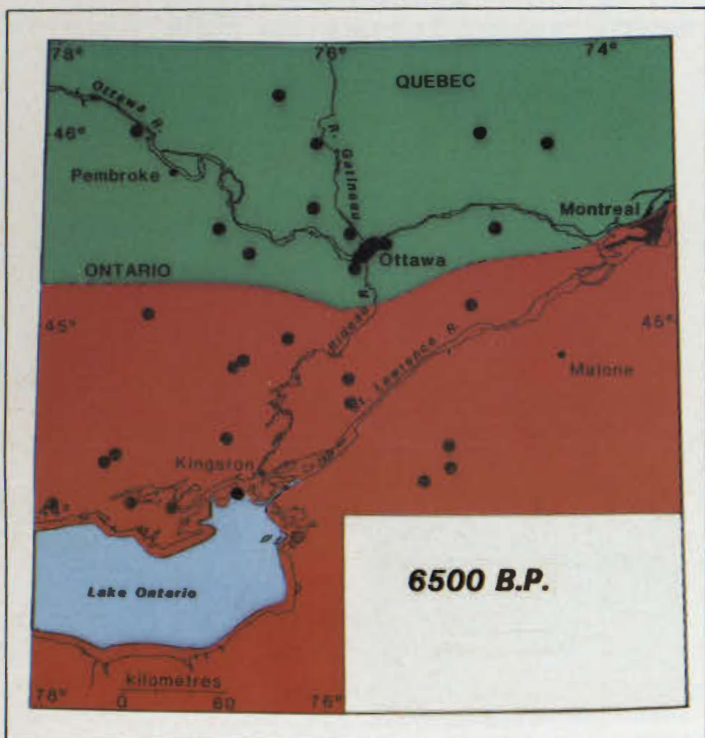 78° 76° 74°
QUEBEC
Ottawa R.
46°
R. Gatineau
Pembroke
Montreal
Ottawa
ONTARIO
45° 45°
Rideau R.
St. Lawrence R.
Malone
Kingston
44°
6500 B.P.
Lake Ontario
kilometres
78° 0 60 76°